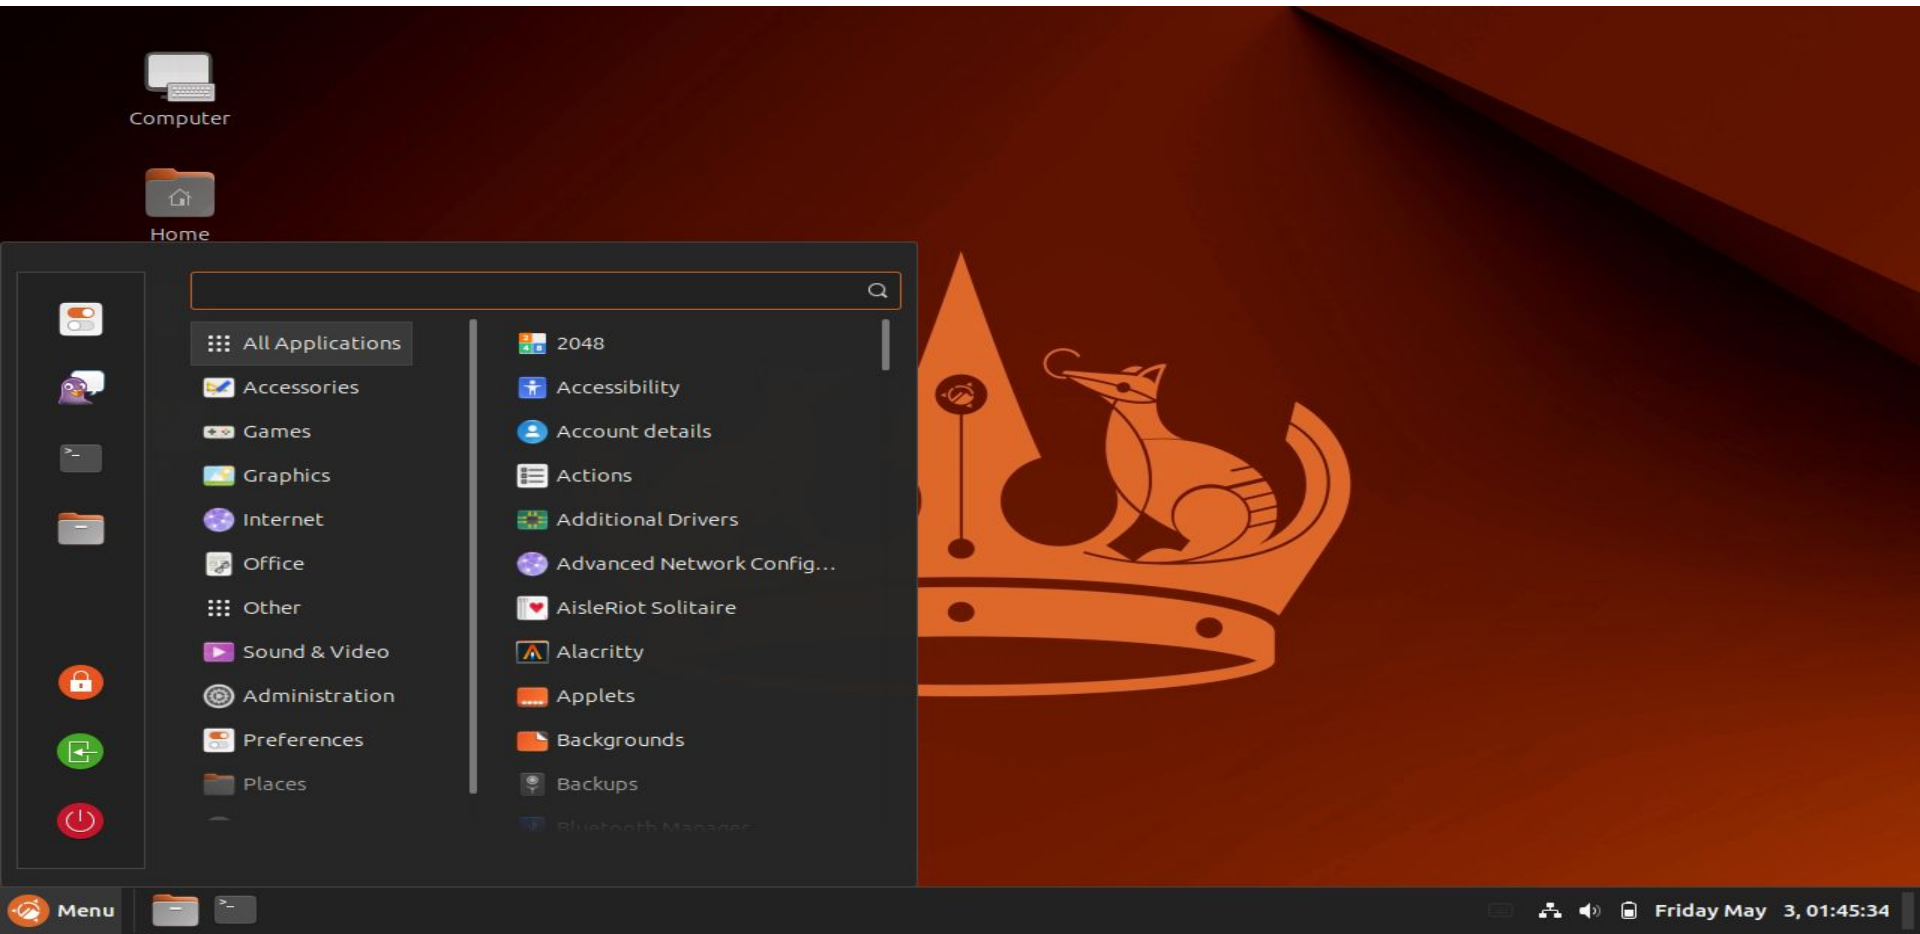 Computer
Home
All Applications
Accessories
Games
Graphics
Internet
Office
Other
Sound & Video
Administration
Preferences
Places
2048
Accessibility
Account details
Actions
Additional Drivers
Advanced Network Config...
AisleRiot Solitaire
Alacritty
Applets
Backgrounds
Backups
Bluetooth Manager
Menu
Friday May 3, 01:45:34